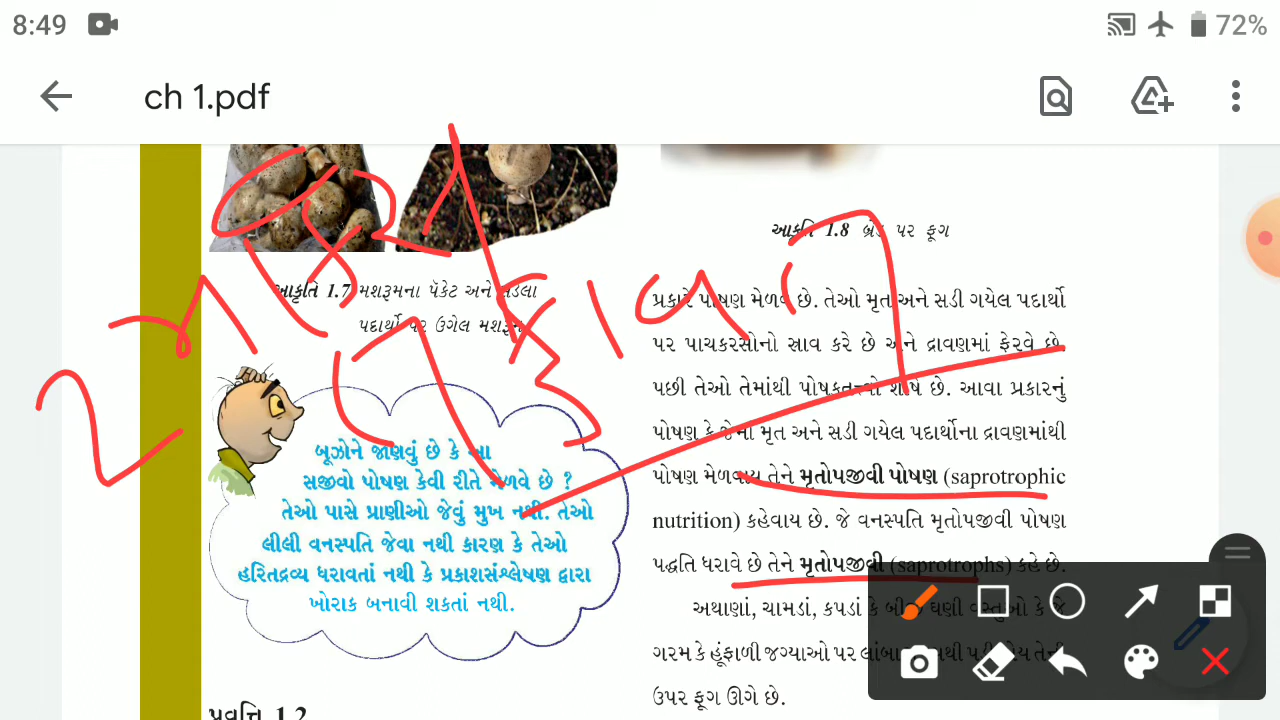 8:49 72%
ch 1.pdf
આકૃતિ 1.7 મશરૂમના પેકેટ અને સડેલા
પદાર્થો પર ઉગેલ મશરૂમ
બૂઝોને જાણવું છે કે આ
સજીવો પોષણ કેવી રીતે મેળવે છે ?
તેઓ પાસે પ્રાણીઓ જેવું મુખ નથી. તેઓ
લીલી વનસ્પતિ જેવા નથી કારણ કે તેઓ
હરિતદ્રવ્ય ધરાવતાં નથી કે પ્રકાશસંશ્લેષણ દ્વારા
ખોરાક બનાવી શકતાં નથી.
પ્રવૃત્તિ 1.2
આકૃતિ 1.8 બ્રેડ પર ફૂગ
પ્રકારે પોષણ મેળવે છે. તેઓ મૃત અને સડી ગયેલ પદાર્થો
પર પાચકરસોનો સ્રાવ કરે છે અને દ્રાવણમાં ફેરવે છે.
પછી તેઓ તેમાંથી પોષકતત્ત્વો શોષે છે. આવા પ્રકારનું
પોષણ કે જેમાં મૃત અને સડી ગયેલ પદાર્થોના દ્રાવણમાંથી
પોષણ મેળવાય તેને મૃતોપજીવી પોષણ (saprotrophic
nutrition) કહેવાય છે. જે વનસ્પતિ મૃતોપજીવી પોષણ
પદ્ધતિ ધરાવે છે તેને મૃતોપજીવી (saprotrophs) કહે છે.
અથાણાં, ચામડાં, કપડાં કે
ગરમ કે હૂંફાળી જગ્યાઓ પર
ઉપર ફૂગ ઊગે છે.